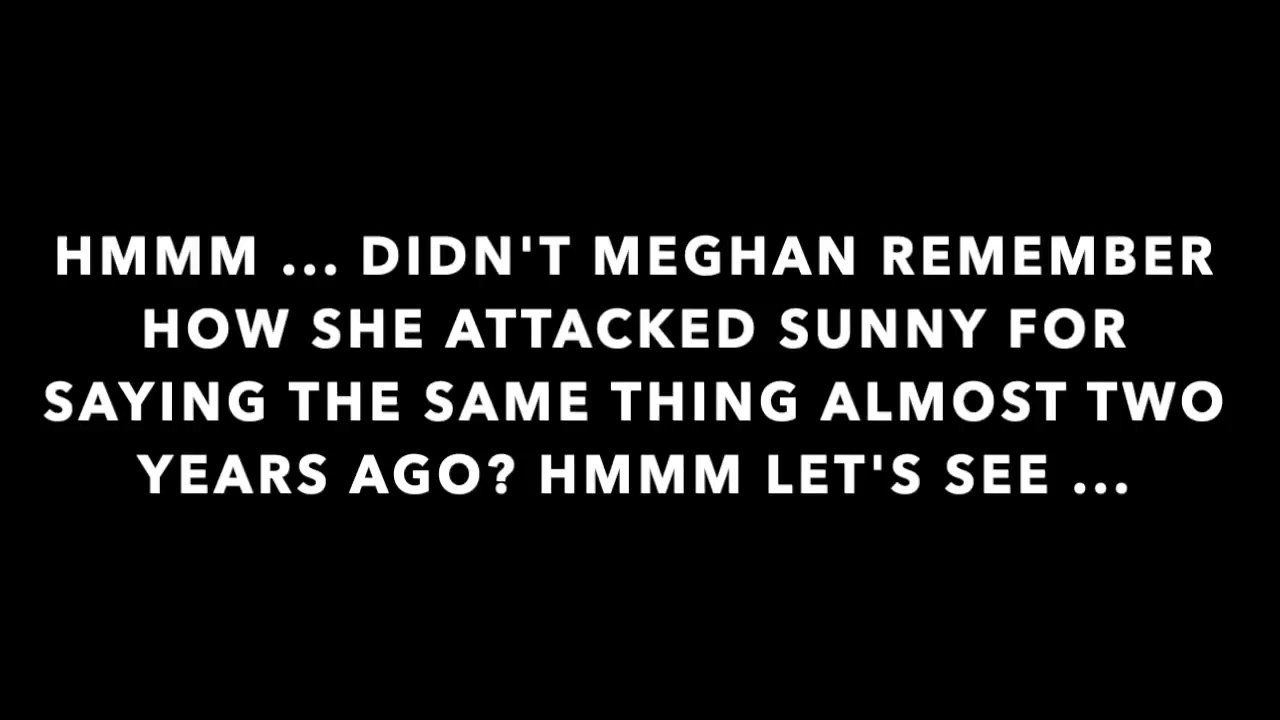 HMMM ... DIDN'T MEGHAN REMEMBER
HOW SHE ATTACKED SUNNY FOR
SAYING THE SAME THING ALMOST TWO
YEARS AGO? HMMM LET'S SEE ...